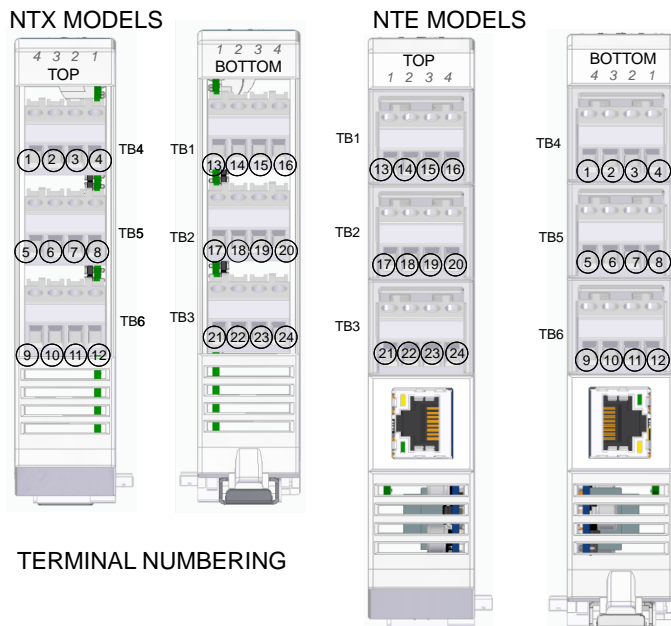 NTX MODELS
NTE MODELS
4 3 2 1
TOP
1 2 3 4
BOTTOM
TOP
1 2 3 4
BOTTOM
4 3 2 1
1 2 3 4
TB4
TB1
13 14 15 16
TB1
13 14 15 16
TB4
1 2 3 4
5 6 7 8
TB5
TB2
17 18 19 20
TB2
17 18 19 20
TB5
5 6 7 8
9 10 11 12
TB6
TB3
21 22 23 24
TB3
21 22 23 24
TB6
9 10 11 12
TERMINAL NUMBERING